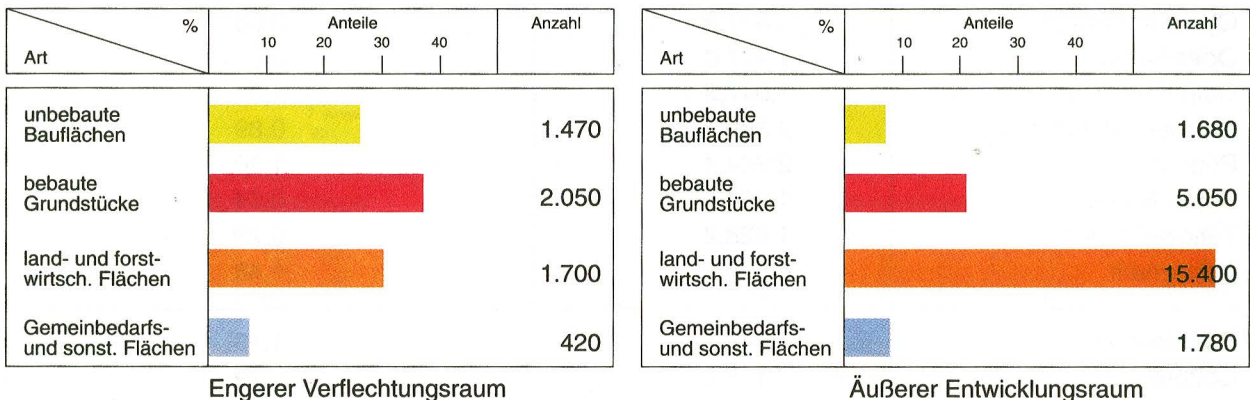 % Anteile Anzahl
10 20 30 40
Art
unbebaute
Bauflächen 1.470
bebaute
Grundstücke 2.050
land- und forst-
wirtsch. Flächen 1.700
Gemeinbedarfs-
und sonst. Flächen 420
Engerer Verflechtungsraum
% Anteile Anzahl
10 20 30 40
Art
unbebaute
Bauflächen 1.680
bebaute
Grundstücke 5.050
land- und forst-
wirtsch. Flächen 15.400
Gemeinbedarfs-
und sonst. Flächen 1.780
Äußerer Entwicklungsraum